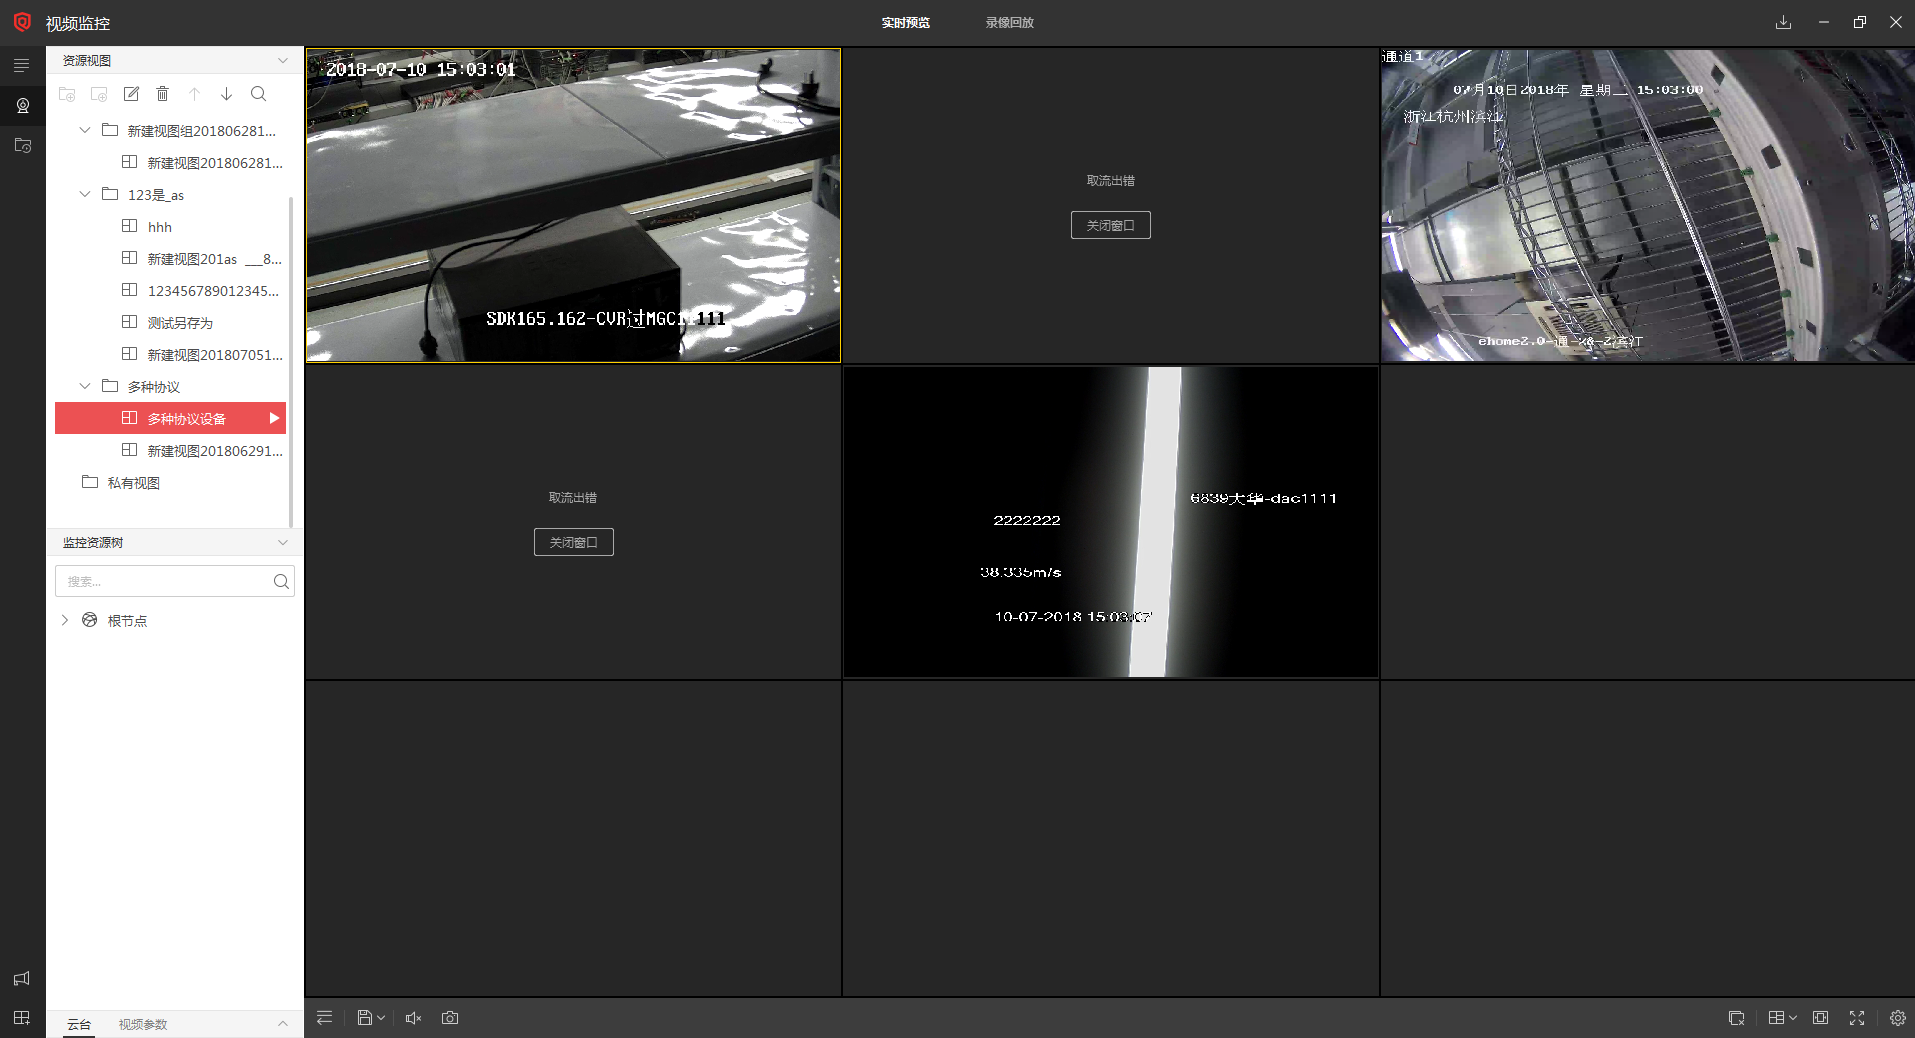 视频监控
实时预览
录像回放
资源视图
新建视图组201806281...
新建视图201806281...
123是_as
hhh
新建视图201as ___8...
123456789012345...
测试另存为
新建视图201807051...
多种协议
多种协议设备
新建视图201806291...
私有视图
监控资源树
搜索...
根节点
云台
视频参数
2018-07-10 15:03:01
SDK165.162-CVR过MGC11111
取流出错
关闭窗口
通道1
07月10日2018年 星期二 15:03:00
浙江杭州滨江
取流出错
关闭窗口
6839大华-dac1111
2222222
38.335m/s
10-07-2018 15:03:07